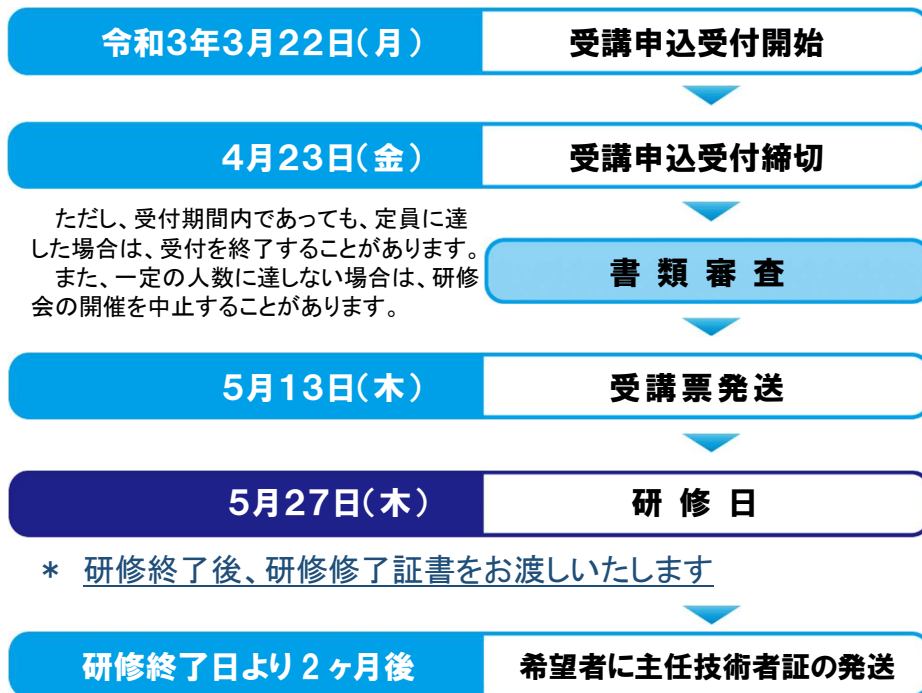 令和3年3月22日(月) 受講申込受付開始
4月23日(金) 受講申込受付締切
ただし、受付期間内であっても、定員に達
した場合は、受付を終了することがあります。
また、一定の人数に達しない場合は、研修
会の開催を中止することがあります。
書類審査
5月13日(木) 受講票発送
5月27日(木) 研修日
* 研修終了後、研修修了証書をお渡しいたします
研修終了日より2ヶ月後 希望者に主任技術者証の発送